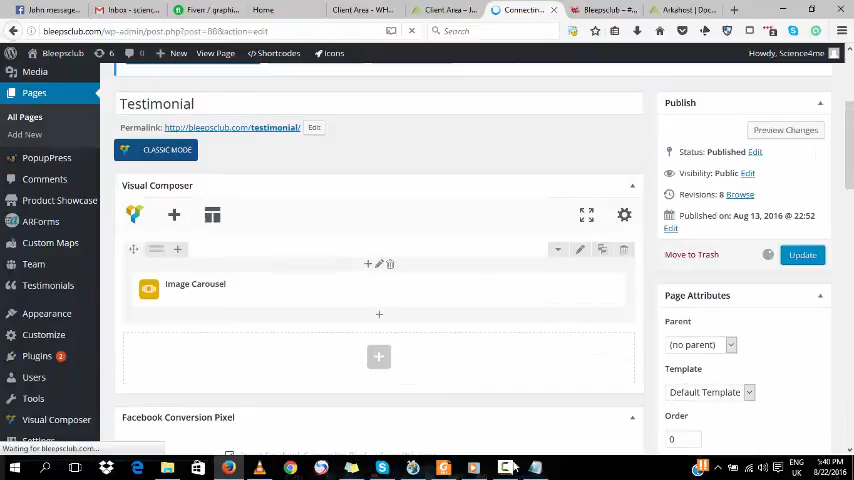 John message...
Inbox - scienc...
Fiverr / graphi...
Home
Client Area - WH...
Client Area – J...
Connectin...
Bleepsclub – #...
Arkahost | Doc...
bleepsclub.com/wp-admin/post.php?post=88&action=edit
Search
Bleepsclub
6
0
New
View Page
Shortcodes
Icons
Howdy, Science4me
Media
Pages
All Pages
Add New
PopupPress
Comments
Product Showcase
ARForms
Custom Maps
Team
Testimonials
Appearance
Customize
Plugins 2
Users
Tools
Visual Composer
Settings
Waiting for bleepsclub.com...
Testimonial
Permalink: http://bleepsclub.com/testimonial/ Edit
CLASSIC MODE
Visual Composer
Image Carousel
Facebook Conversion Pixel
Publish
Preview Changes
Status: Published Edit
Visibility: Public Edit
Revisions: 8 Browse
Published on: Aug 13, 2016 @ 22:52
Edit
Move to Trash
Update
Page Attributes
Parent
(no parent)
Template
Default Template
Order
0
ENG
UK
5:40 PM
8/22/2016